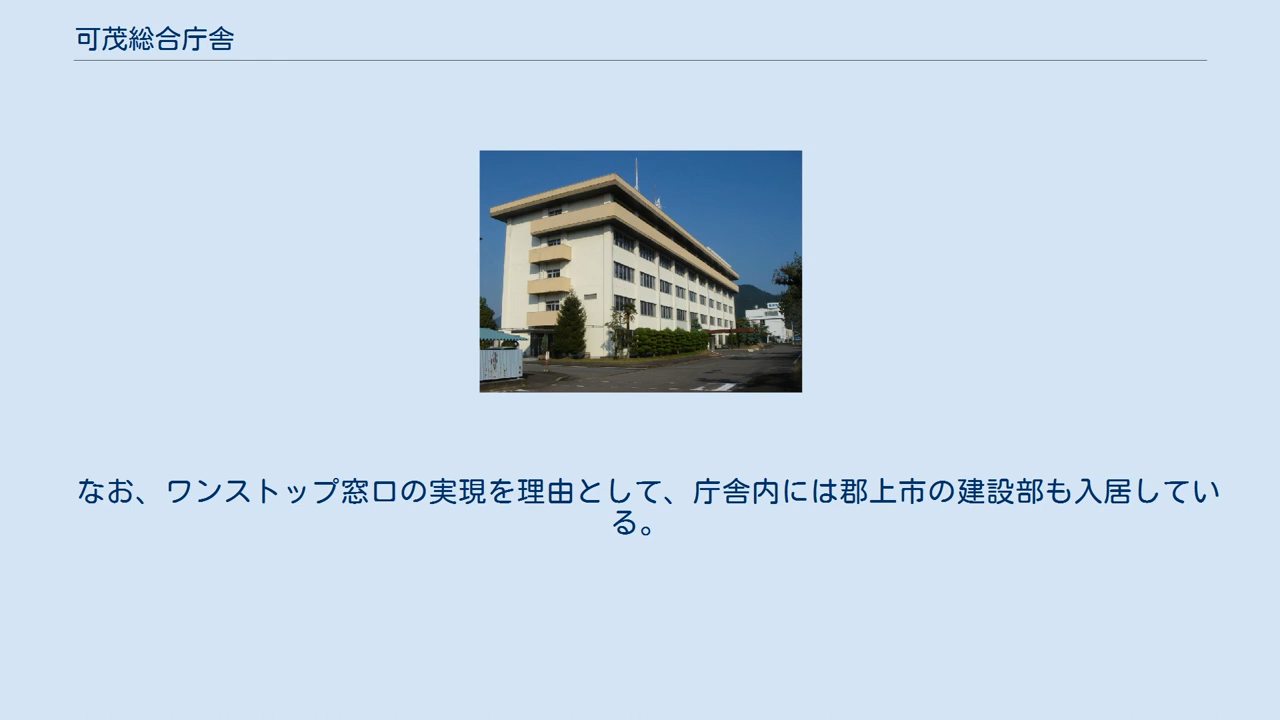 可茂総合庁舎
なお、ワンストップ窓口の実現を理由として、庁舎内には郡上市の建設部も入居してい
る。